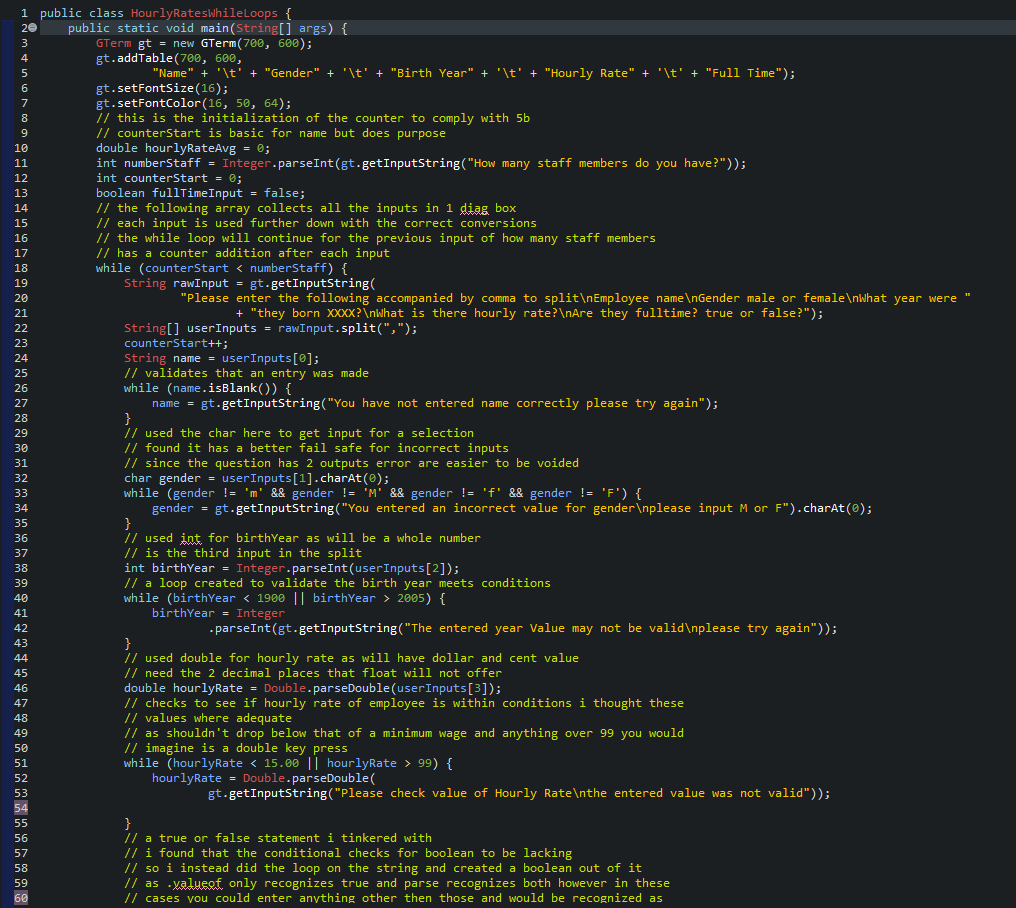 1 public class HourlyRatesWhileLoops {
2 public static void main(String[] args) {
3 GTerm gt = new GTerm(700, 600);
4 gt.addTable(700, 600,
5 "Name" + '\t' + "Gender" + '\t' + "Birth Year" + '\t' + "Hourly Rate" + '\t' + "Full Time");
6 gt.setFontSize(16);
7 gt.setFontColor(16, 50, 64);
8 // this is the initialization of the counter to comply with 5b
9 // counterStart is basic for name but does purpose
10 double hourlyRateAvg = 0;
11 int numberStaff = Integer.parseInt(gt.getInputString("How many staff members do you have?"));
12 int counterStart = 0;
13 boolean fullTimeInput = false;
14 // the following array collects all the inputs in 1 diag box
15 // each input is used further down with the correct conversions
16 // the while loop will continue for the previous input of how many staff members
17 // has a counter addition after each input
18 while (counterStart < numberStaff) {
19 String rawInput = gt.getInputString(
20 "Please enter the following accompanied by comma to split\nEmployee name\nGender male or female\nWhat year were "
21 + "they born XXXX?\nWhat is there hourly rate?\nAre they fulltime? true or false?");
22 String[] userInputs = rawInput.split(",");
23 counterStart++;
24 String name = userInputs[0];
25 // validates that an entry was made
26 while (name.isBlank()) {
27 name = gt.getInputString("You have not entered name correctly please try again");
28 }
29 // used the char here to get input for a selection
30 // found it has a better fail safe for incorrect inputs
31 // since the question has 2 outputs error are easier to be voided
32 char gender = userInputs[1].charAt(0);
33 while (gender != 'm' && gender != 'M' && gender != 'f' && gender != 'F') {
34 gender = gt.getInputString("You entered an incorrect value for gender\nplease input M or F").charAt(0);
35 }
36 // used int for birthYear as will be a whole number
37 // is the third input in the split
38 int birthYear = Integer.parseInt(userInputs[2]);
39 // a loop created to validate the birth year meets conditions
40 while (birthYear < 1900 || birthYear > 2005) {
41 birthYear = Integer
42 .parseInt(gt.getInputString("The entered year Value may not be valid\nplease try again"));
43 }
44 // used double for hourly rate as will have dollar and cent value
45 // need the 2 decimal places that float will not offer
46 double hourlyRate = Double.parseDouble(userInputs[3]);
47 // checks to see if hourly rate of employee is within conditions i thought these
48 // values where adequate
49 // as shouldn't drop below that of a minimum wage and anything over 99 you would
50 // imagine is a double key press
51 while (hourlyRate < 15.00 || hourlyRate > 99) {
52 hourlyRate = Double.parseDouble(
53 gt.getInputString("Please check value of Hourly Rate\nthe entered value was not valid"));
54
55 }
56 // a true or false statement i tinkered with
57 // i found that the conditional checks for boolean to be lacking
58 // so i instead did the loop on the string and created a boolean out of it
59 // as .valueof only recognizes true and parse recognizes both however in these
60 // cases you could enter anything other then those and would be recognized as